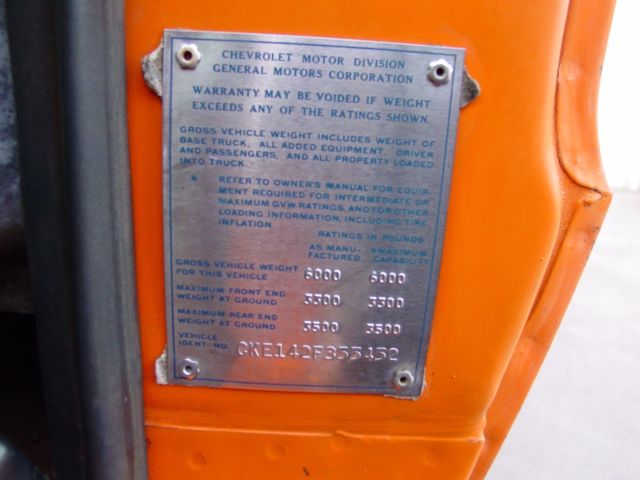 CHEVROLET MOTOR DIVISION
GENERAL MOTORS CORPORATION
WARRANTY MAY BE VOIDED IF WEIGHT
EXCEEDS ANY OF THE RATINGS SHOWN.
GROSS VEHICLE WEIGHT INCLUDES WEIGHT OF
BASE TRUCK, ALL ADDED EQUIPMENT, DRIVER
AND PASSENGERS, AND ALL PROPERTY LOADED
INTO TRUCK.
* REFER TO OWNER'S MANUAL FOR EQUIP-
MENT REQUIRED FOR INTERMEDIATE OR
MAXIMUM GVW RATINGS, AND FOR OTHER
LOADING INFORMATION, INCLUDING TIRE
INFLATION
RATINGS IN POUNDS
AS MANU- *MAXIMUM
FACTURED CAPABILITY
GROSS VEHICLE WEIGHT
FOR THIS VEHICLE 6000 6000
MAXIMUM FRONT END
WEIGHT AT GROUND 3300 3300
MAXIMUM REAR END
WEIGHT AT GROUND 3500 3500
VEHICLE
IDENT. NO. CKE142F355452